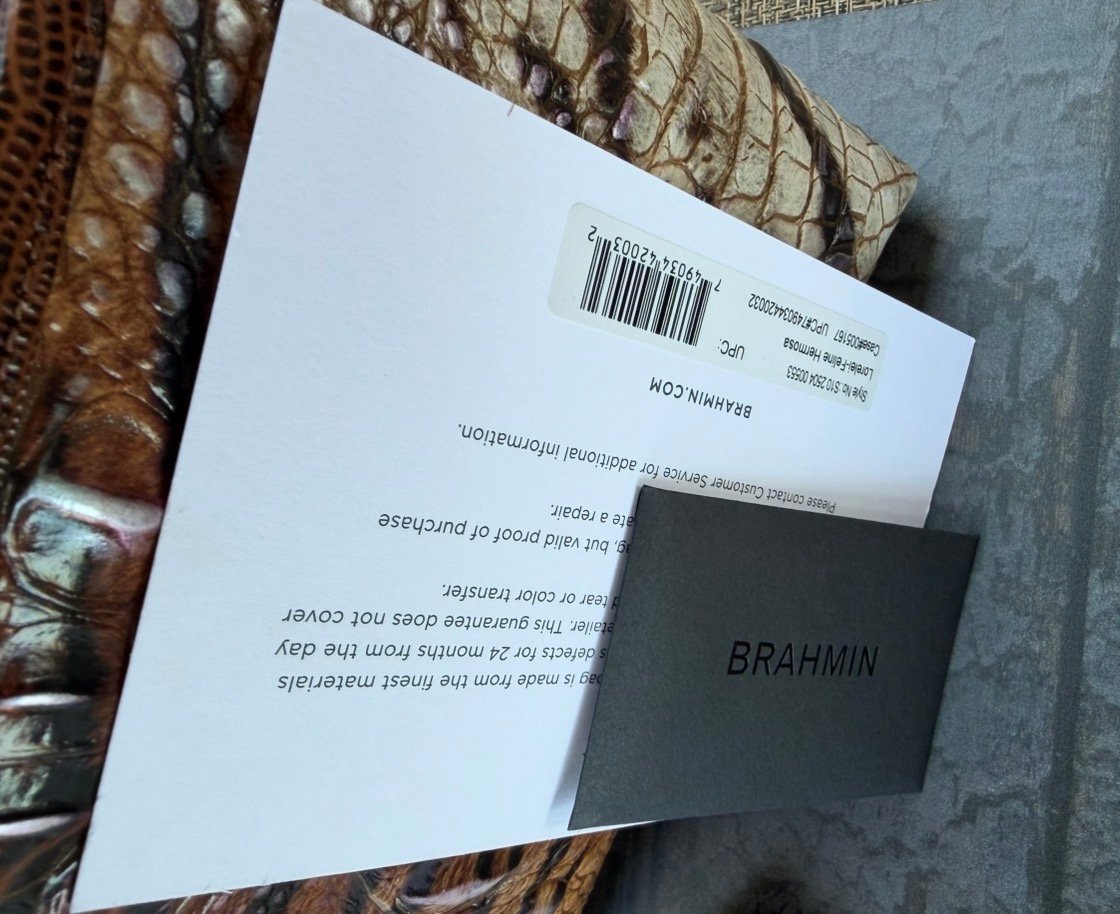 bag is made from the finest materials
s defects for 24 months from the day
etailer. This guarantee does not cover
d tear or color transfer.
ag, but valid proof of purchase
ate a repair.
Please contact Customer Service for additional information.
BRAHMIN.COM
Style No.:S10 2504 00553
Lorelei-Feline Hermosa
Case#005167 UPC#749034420032
UPC:
7 49034 42003 2
BRAHMIN